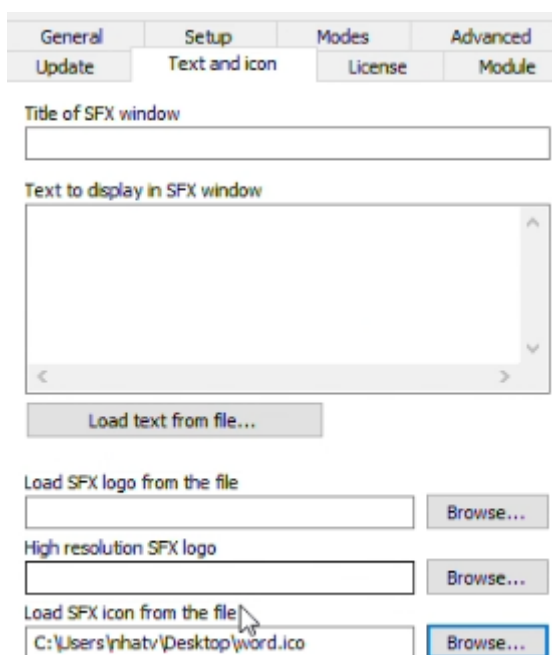 General Setup Modes Advanced
Update Text and icon License Module
Title of SFX window
Text to display in SFX window
Load text from file...
Load SFX logo from the file
Browse...
High resolution SFX logo
Browse...
Load SFX icon from the file
C:\Users\nhatv\Desktop\word.ico Browse...